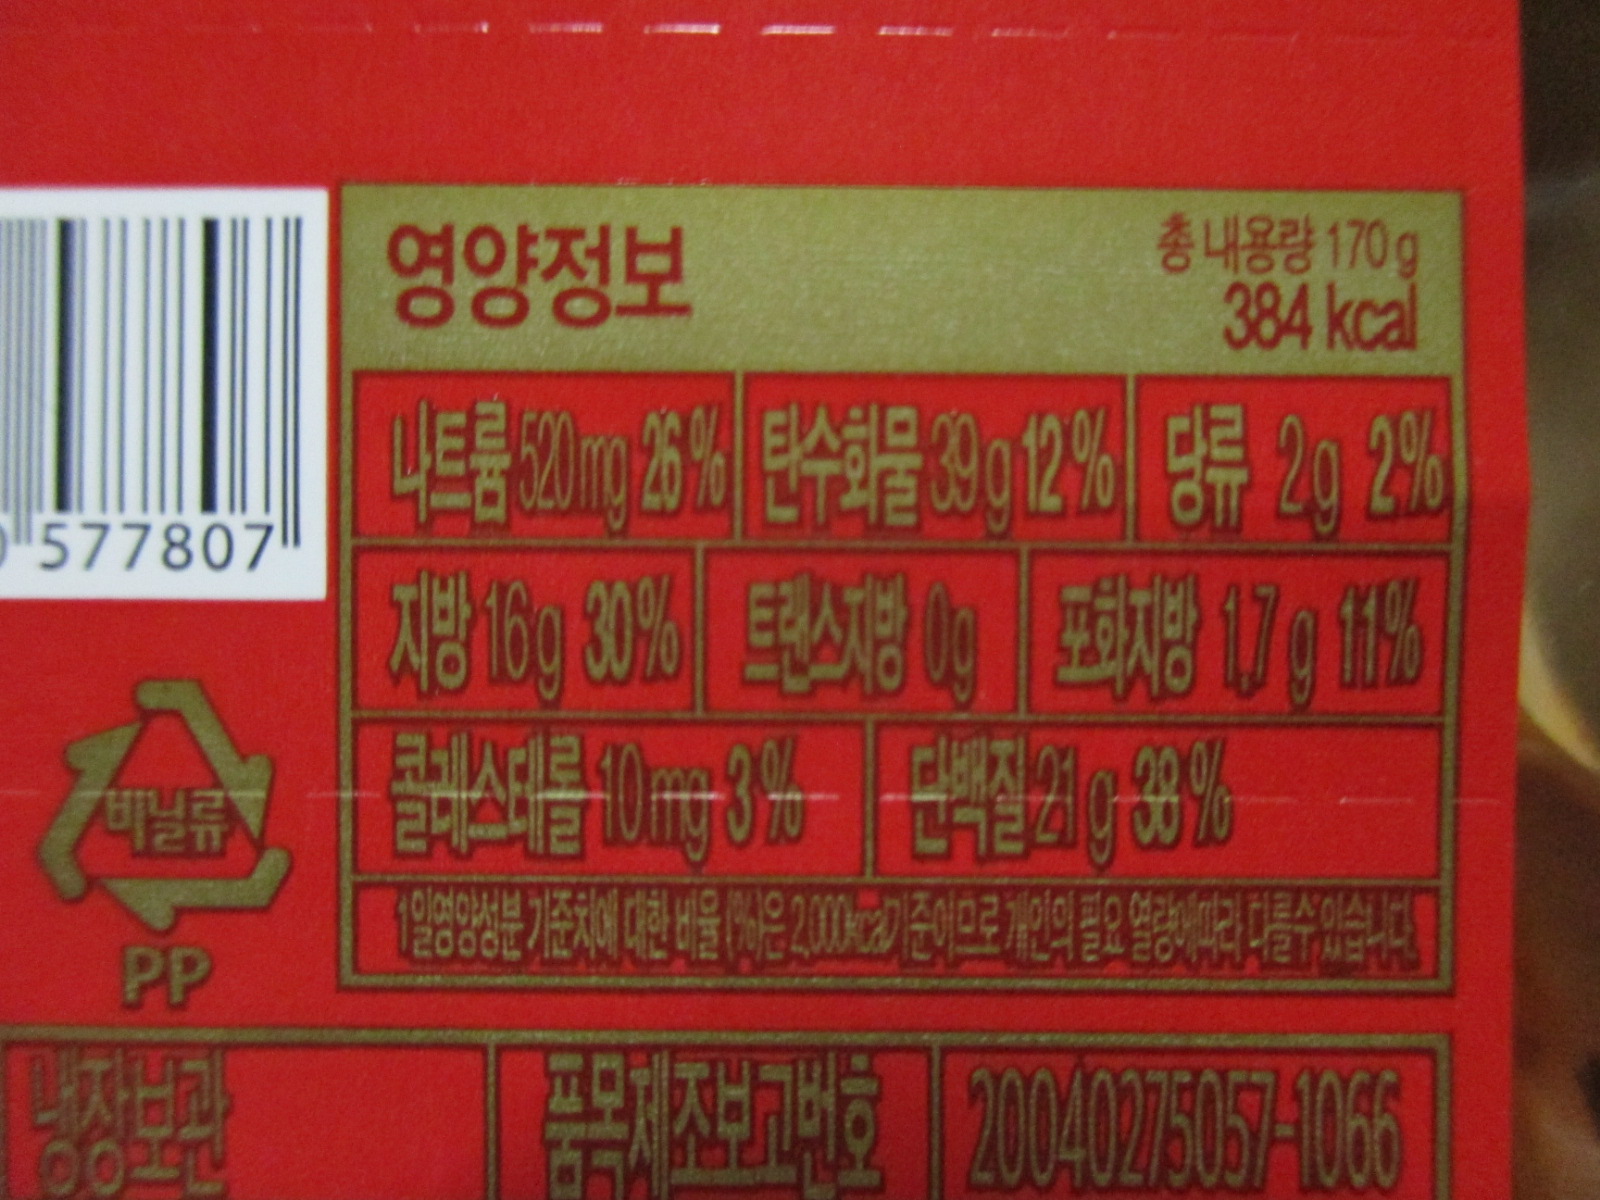 영양정보
총 내용량 170g
384 kcal
나트륨 520mg 26% 탄수화물 39g 12% 당류 2g 2%
지방 16g 30% 트랜스지방 0g 포화지방 1.7g 11%
콜레스테롤 10mg 3% 단백질 21g 38%
1일영양성분 기준치에 대한 비율(%)은 2,000kcal기준이므로 개인의 필요 열량에 따라 다를 수 있습니다.
577807
비닐류
PP
냉장보관 품목제조보고번호 20040275057-1066